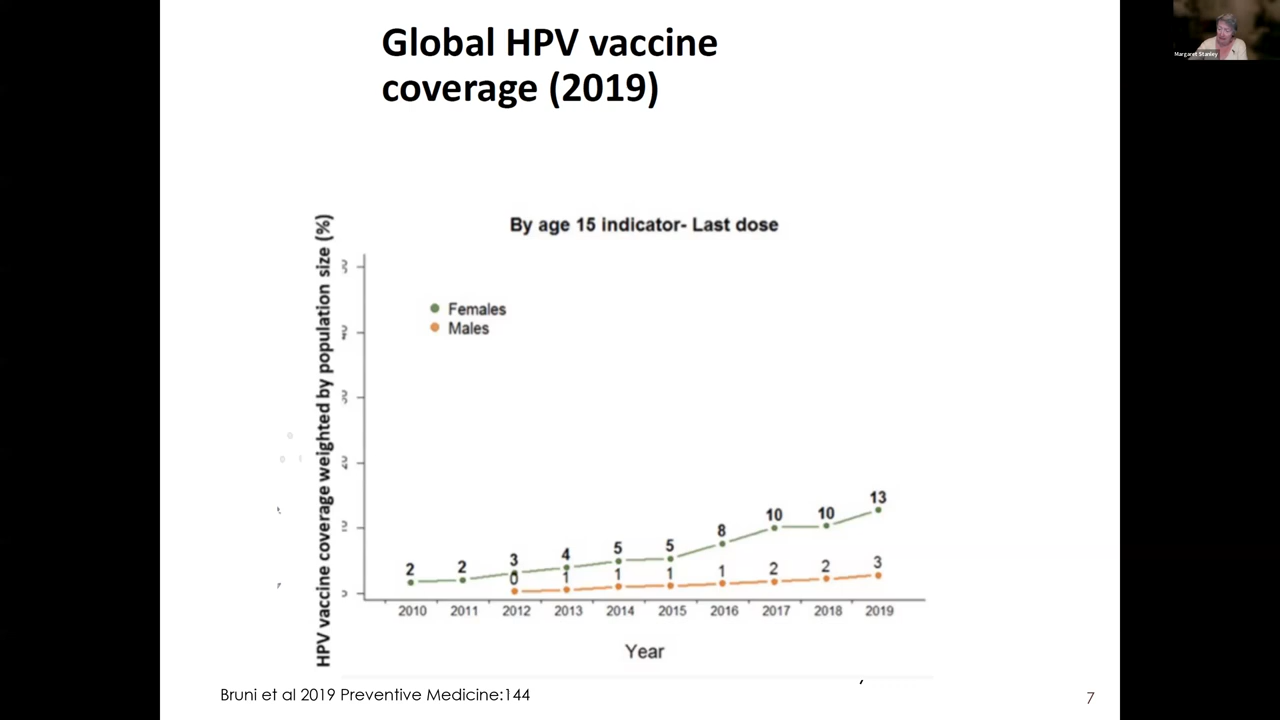 Global HPV vaccine
coverage (2019)
Margaret Stanley
By age 15 indicator- Last dose
HPV vaccine coverage weighted by population size (%)
Females
Males
2 2 3 4 5 5 8 10 10 13
0 1 1 1 1 2 2 3
2010 2011 2012 2013 2014 2015 2016 2017 2018 2019
Year
Bruni et al 2019 Preventive Medicine:144
7